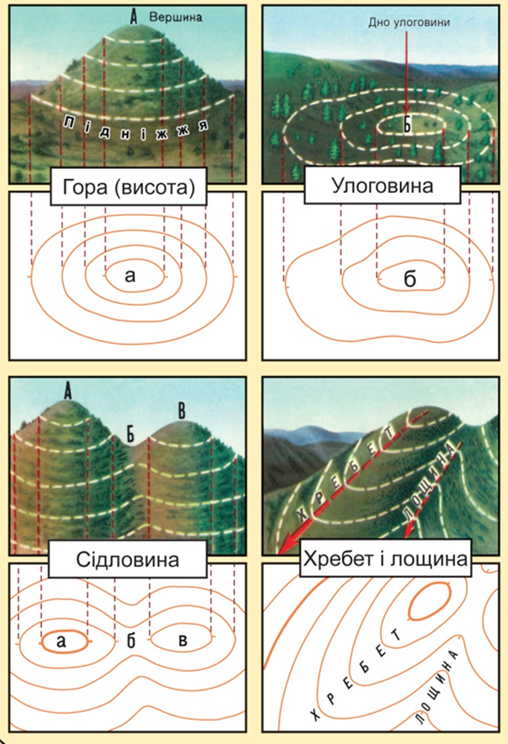 А
Вершина
Підніжжя
Гора (висота)
а
Дно улоговини
Б
Улоговина
б
А
Б
В
Сідловина
а
б
в
ХРЕБЕТ
ЛОЩИНА
Хребет і лощина
ХРЕБЕТ
ЛОЩИНА